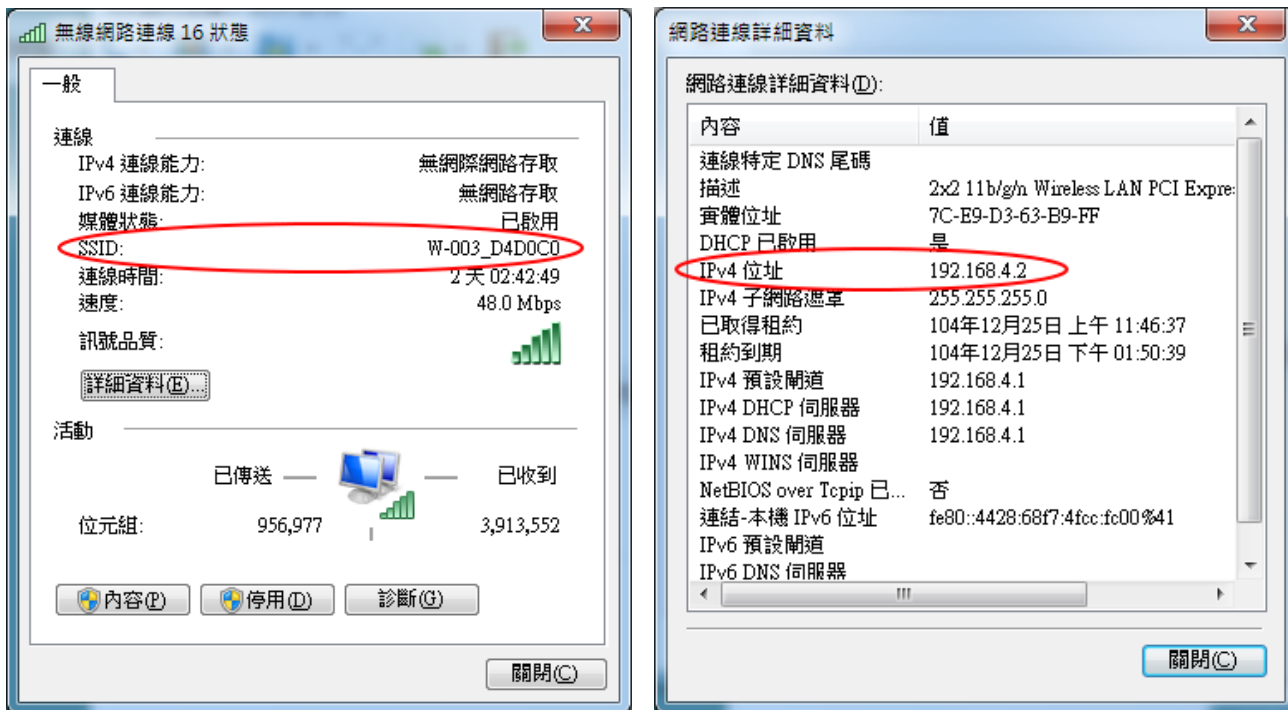 無線網路連線 16 狀態
一般
連線
IPv4 連線能力: 無網際網路存取
IPv6 連線能力: 無網路存取
媒體狀態: 已啟用
SSID: W-003_D4D0C0
連線時間: 2 天 02:42:49
速度: 48.0 Mbps
訊號品質:
詳細資料(E)...
活動
已傳送 已收到
位元組: 956,977 3,913,552
內容(P) 停用(D) 診斷(G)
關閉(C)
網路連線詳細資料
網路連線詳細資料(D):
內容 值
連線特定 DNS 尾碼
描述 2x2 11b/g/n Wireless LAN PCI Expre
實體位址 7C-E9-D3-63-B9-FF
DHCP 已啟用 是
IPv4 位址 192.168.4.2
IPv4 子網路遮罩 255.255.255.0
已取得租約 104年12月25日 上午 11:46:37
租約到期 104年12月25日 下午 01:50:39
IPv4 預設閘道 192.168.4.1
IPv4 DHCP 伺服器 192.168.4.1
IPv4 DNS 伺服器 192.168.4.1
IPv4 WINS 伺服器
NetBIOS over Tcpip 已... 否
連結-本機 IPv6 位址 fe80::4428:68f7:4fcc:fc00%41
IPv6 預設閘道
IPv6 DNS 伺服器
關閉(C)